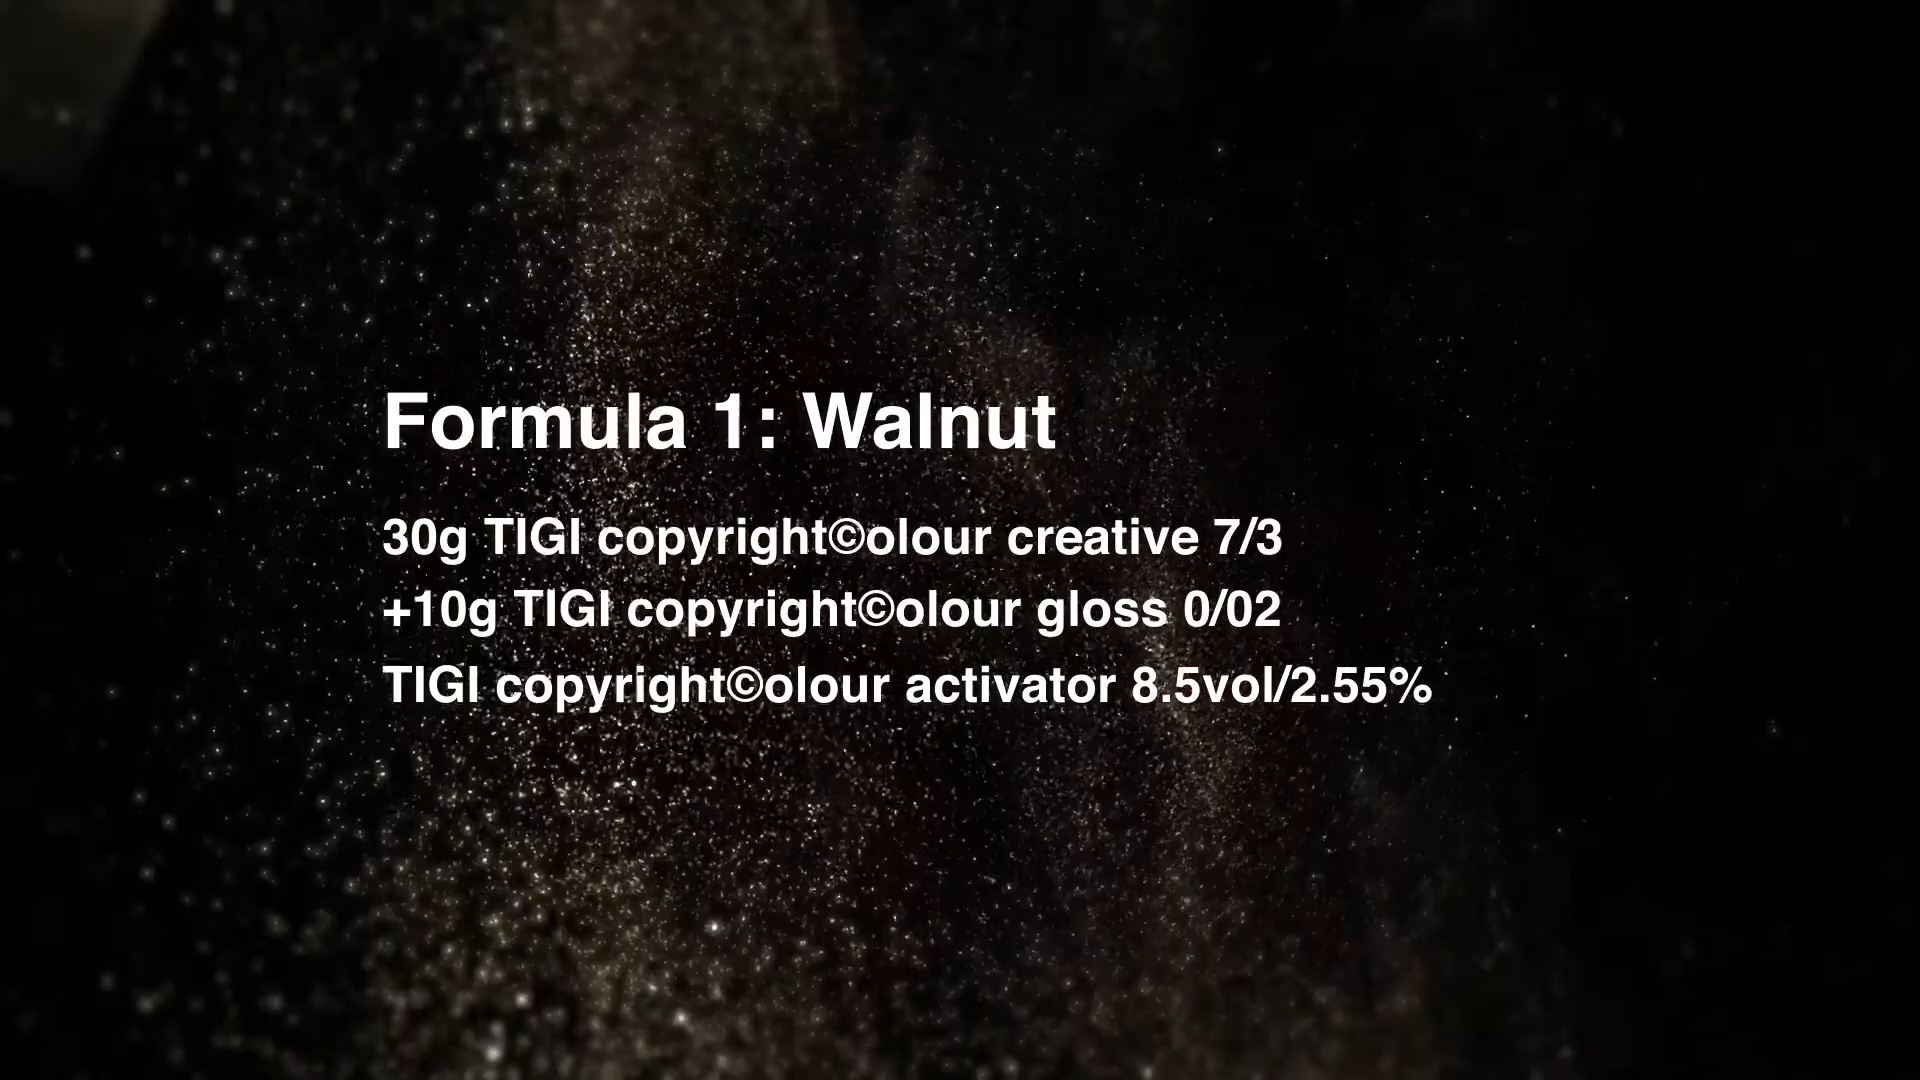 Formula 1: Walnut
30g TIGI copyright©olour creative 7/3
+10g TIGI copyright©olour gloss 0/02
TIGI copyright©olour activator 8.5vol/2.55%